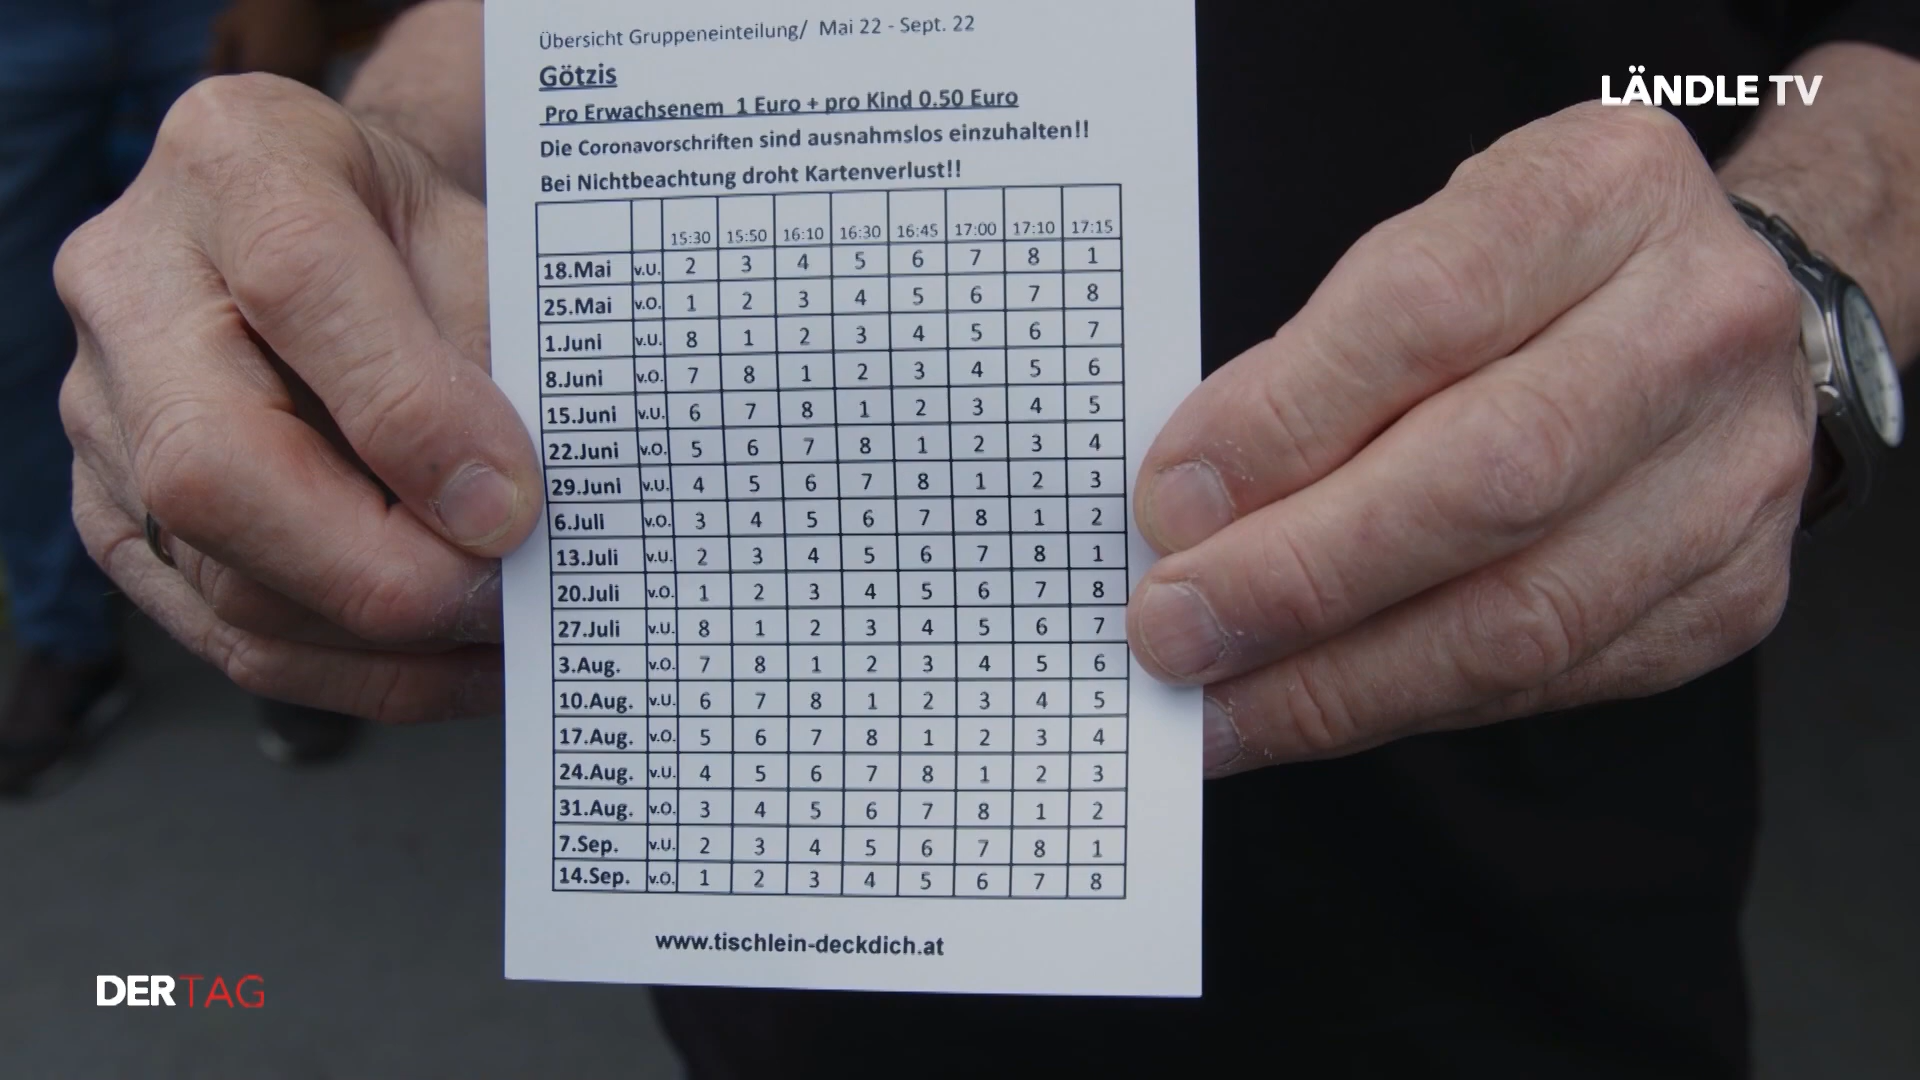 Übersicht Gruppeneinteilung/ Mai 22 - Sept. 22
Götzis
Pro Erwachsenem 1 Euro + pro Kind 0.50 Euro
Die Coronavorschriften sind ausnahmslos einzuhalten!!
Bei Nichtbeachtung droht Kartenverlust!!
15:30 15:50 16:10 16:30 16:45 17:00 17:10 17:15
18.Mai v.U. 2 3 4 5 6 7 8 1
25.Mai v.O. 1 2 3 4 5 6 7 8
1.Juni v.U. 8 1 2 3 4 5 6 7
8.Juni v.O. 7 8 1 2 3 4 5 6
15.Juni v.U. 6 7 8 1 2 3 4 5
22.Juni v.O. 5 6 7 8 1 2 3 4
29.Juni v.U. 4 5 6 7 8 1 2 3
6.Juli v.O. 3 4 5 6 7 8 1 2
13.Juli v.U. 2 3 4 5 6 7 8 1
20.Juli v.O. 1 2 3 4 5 6 7 8
27.Juli v.U. 8 1 2 3 4 5 6 7
3.Aug. v.O. 7 8 1 2 3 4 5 6
10.Aug. v.U. 6 7 8 1 2 3 4 5
17.Aug. v.O. 5 6 7 8 1 2 3 4
24.Aug. v.U. 4 5 6 7 8 1 2 3
31.Aug. v.O. 3 4 5 6 7 8 1 2
7.Sep. v.U. 2 3 4 5 6 7 8 1
14.Sep. v.O. 1 2 3 4 5 6 7 8
www.tischlein-deckdich.at
LÄNDLE TV
DERTAG